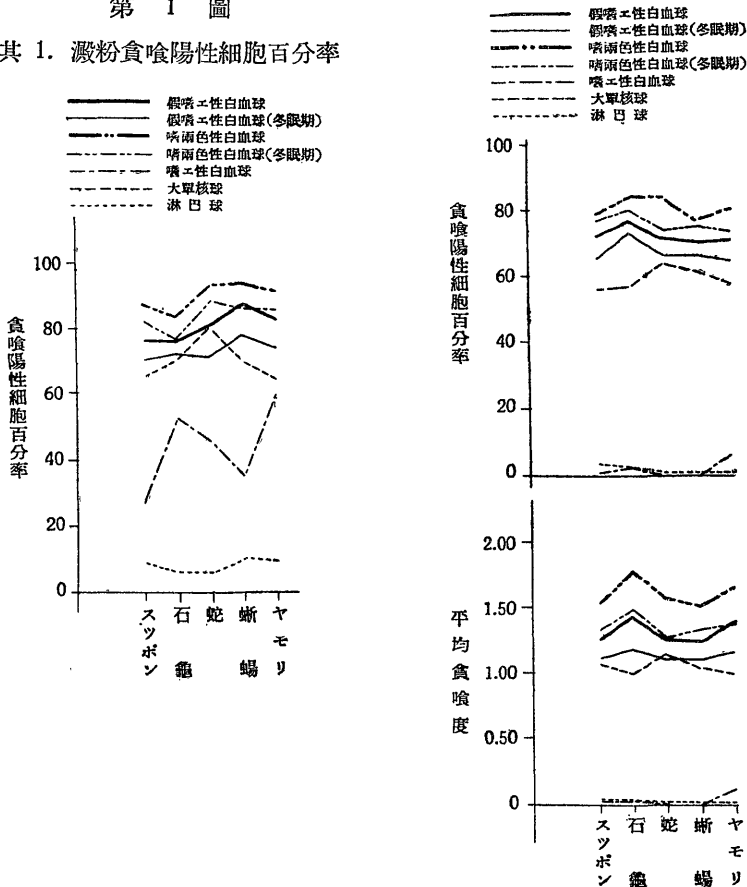 第 1 圖
其 1. 澱粉貪喰陽性細胞百分率
假嗜エ性白血球
假嗜エ性白血球(冬眠期)
嗜兩色性白血球
嗜兩色性白血球(冬眠期)
嗜エ性白血球
大單核球
淋巴球
貪喰陽性細胞百分率
100
80
60
40
20
0
スツポン
石龜
蛇
蜥蜴
ヤモリ
假嗜エ性白血球
假嗜エ性白血球(冬眠期)
嗜兩色性白血球
嗜兩色性白血球(冬眠期)
嗜エ性白血球
大單核球
淋巴球
貪喰陽性細胞百分率
100
80
60
40
20
0
平均貪喰度
2.00
1.50
1.00
0.50
0
スツポン
石龜
蛇
蜥蜴
ヤモリ